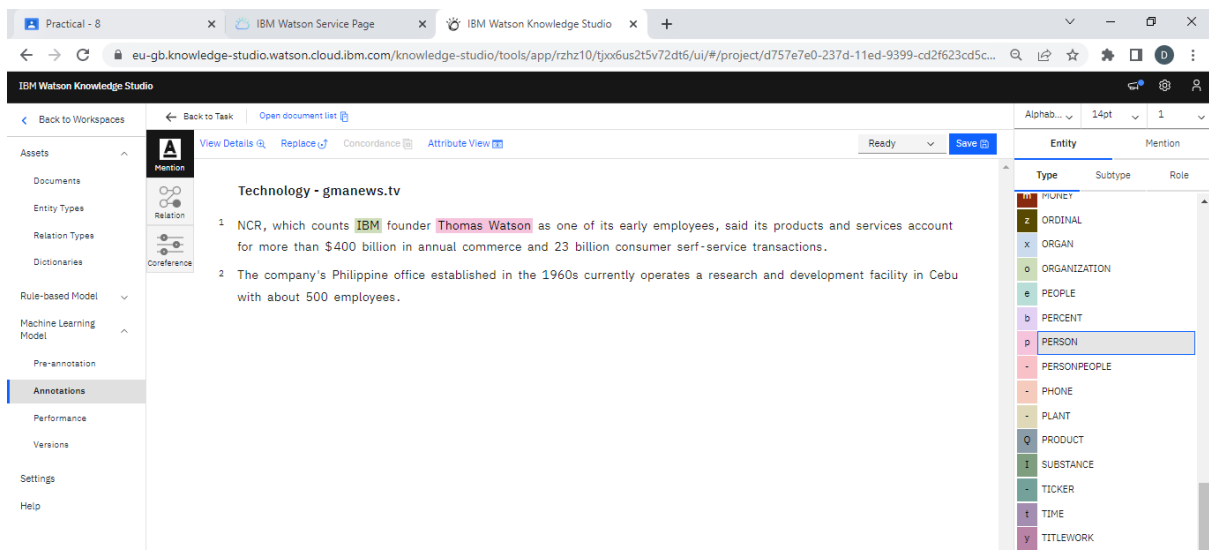 Practical - 8
IBM Watson Service Page
IBM Watson Knowledge Studio
eu-gb.knowledge-studio.watson.cloud.ibm.com/knowledge-studio/tools/app/rzhz10/tjxx6us2t5v72dt6/ui/#/project/d757e7e0-237d-11ed-9399-cd2f623cd5c...
D
IBM Watson Knowledge Studio
Back to Workspaces
Assets
Documents
Entity Types
Relation Types
Dictionaries
Rule-based Model
Machine Learning
Model
Pre-annotation
Annotations
Performance
Versions
Settings
Help
Back to Task
Open document list
A
Mention
Relation
Coreference
View Details
Replace
Concordance
Attribute View
Ready
Save
Technology - gmanews.tv
1 NCR, which counts IBM founder Thomas Watson as one of its early employees, said its products and services account
for more than $400 billion in annual commerce and 23 billion consumer serf-service transactions.
2 The company's Philippine office established in the 1960s currently operates a research and development facility in Cebu
with about 500 employees.
Alphab...
14pt
1
Entity
Mention
Type
Subtype
Role
m MONEY
z ORDINAL
x ORGAN
o ORGANIZATION
e PEOPLE
b PERCENT
p PERSON
- PERSONPEOPLE
- PHONE
- PLANT
Q PRODUCT
I SUBSTANCE
- TICKER
t TIME
y TITLEWORK